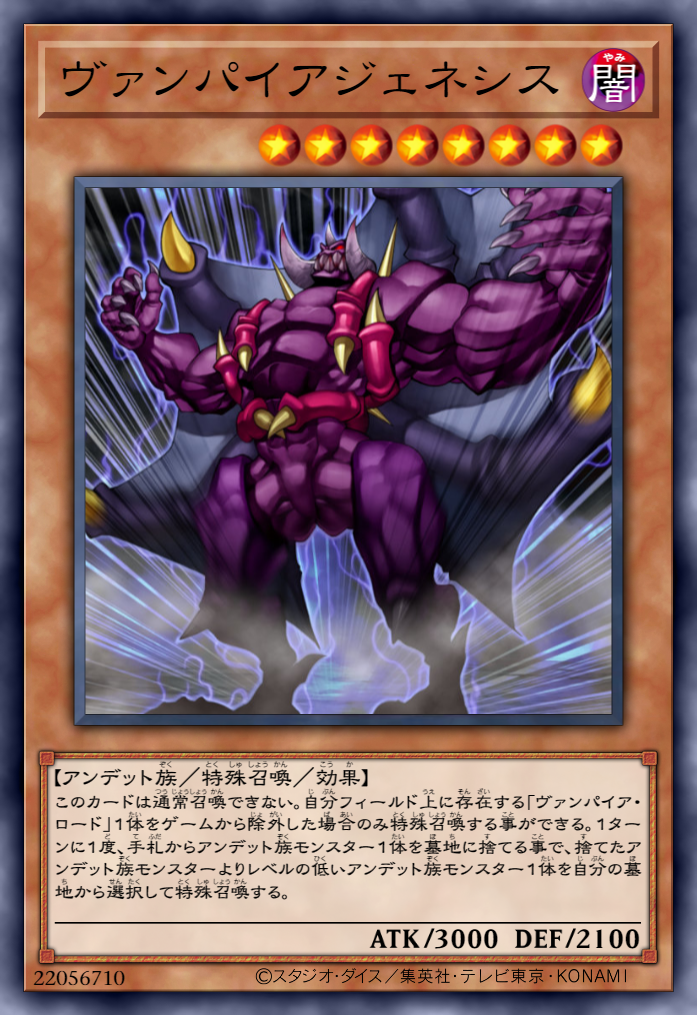 ヴァンパイアジェネシス
やみ
闇
【アンデット族／特殊召喚／効果】
このカードは通常召喚できない。自分フィールド上に存在する「ヴァンパイア・
ロード」１体をゲームから除外した場合のみ特殊召喚する事ができる。１ター
ンに１度、手札からアンデット族モンスター１体を墓地に捨てる事で、捨てたア
ンデット族モンスターよりレベルの低いアンデット族モンスター１体を自分の墓
地から選択して特殊召喚する。
ATK/3000 DEF/2100
22056710 ©スタジオ・ダイス／集英社・テレビ東京・KONAMI